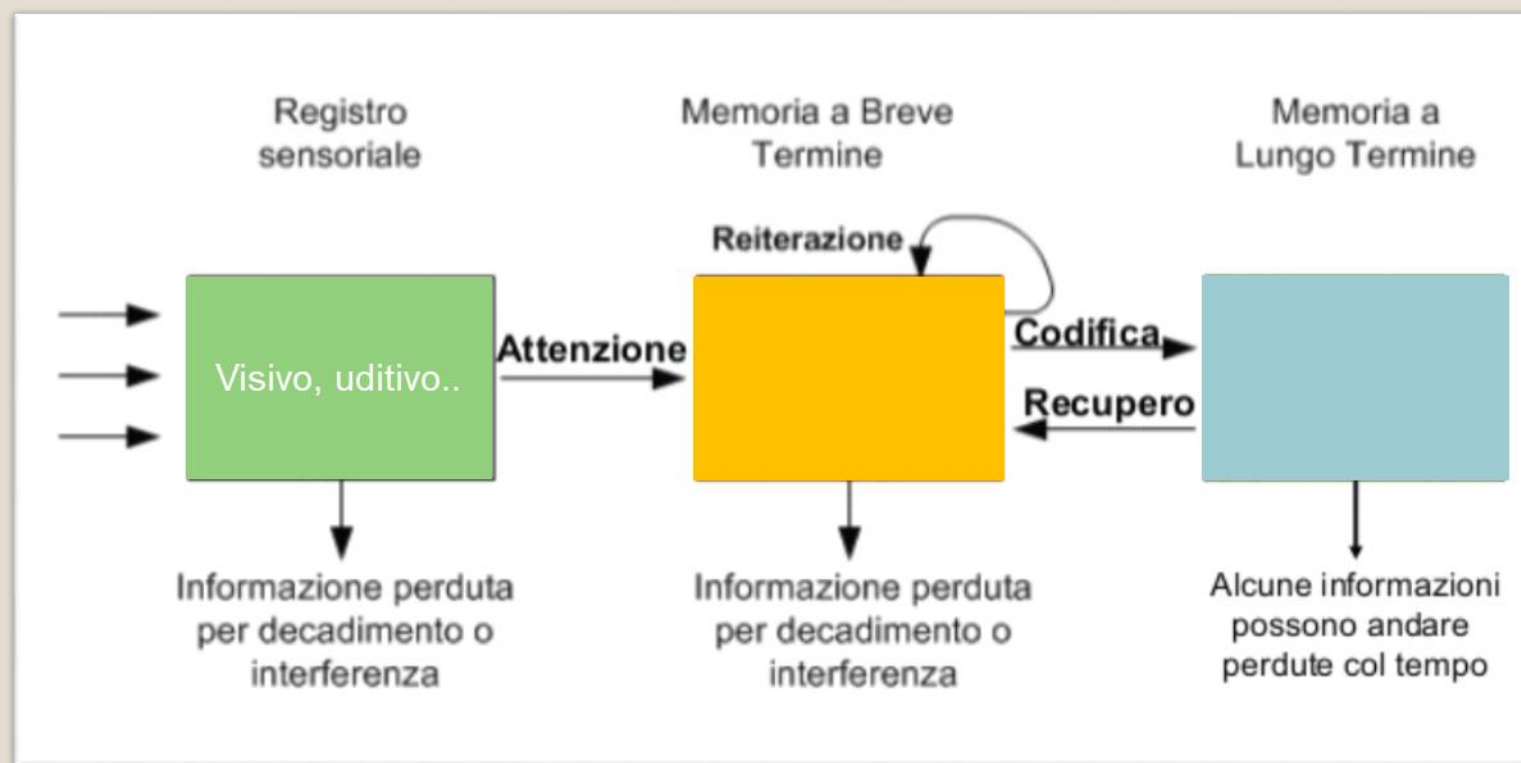 Registro
sensoriale
Memoria a Breve
Termine
Memoria a
Lungo Termine
Reiterazione
Visivo, uditivo..
Attenzione
Codifica
Recupero
Informazione perduta
per decadimento o
interferenza
Informazione perduta
per decadimento o
interferenza
Alcune informazioni
possono andare
perdute col tempo